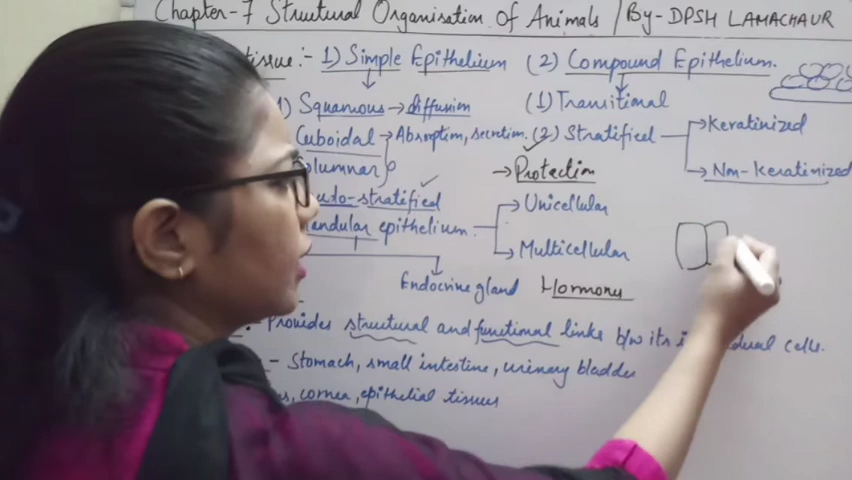 Chapter-7 Structural Organisation of Animals / By- DPSH LAMACHAUR
tissue:- 1) Simple Epithelium (2) Compound Epithelium.
1) Squamous → diffusion (1) Transitional
Cuboidal → Absorption, secretion. (2) Stratified → Keratinized
→ Non-Keratinized
→ Protection
do-stratified → Unicellular
epithelium → Multicellular
Endocrine gland Hormones
Provides structural and functional links b/w its cells.
- Stomach, small intestine, urinary bladder
cornea, epithelial tissues